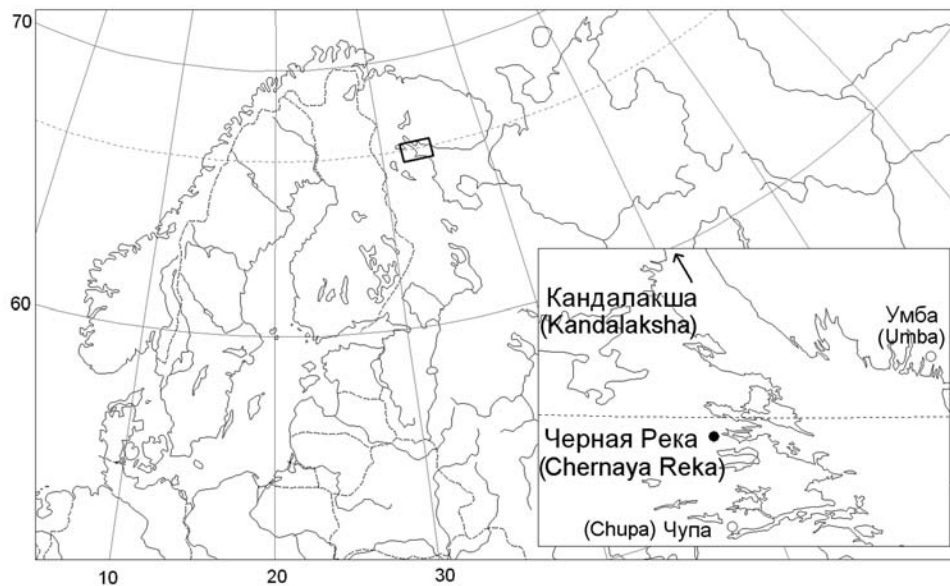 70
60
10
20
30
Кандалакша
(Kandalaksha)
Умба
(Umba)
Черная Река
(Chernaya Reka)
(Chupa) Чупа